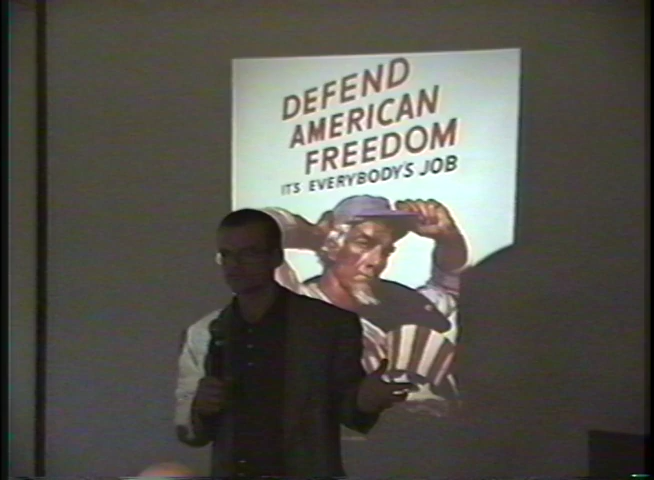 DEFEND
AMERICAN
FREEDOM
IT'S EVERYBODY'S JOB